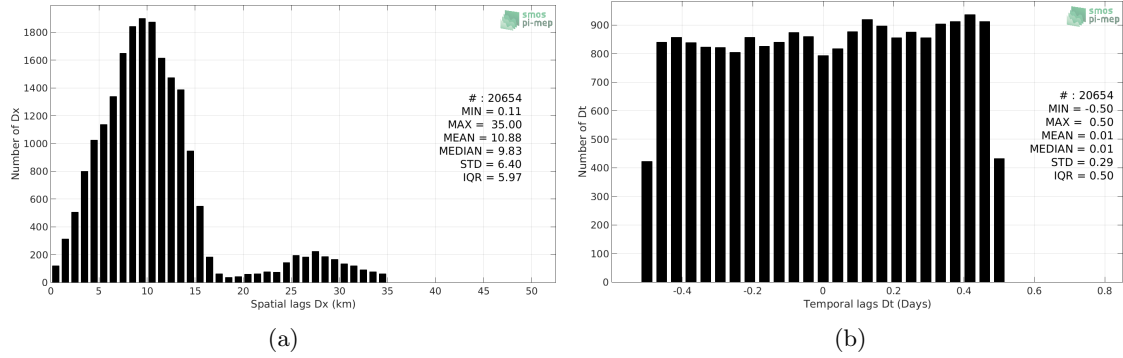 smos
pi-mep
1800
1600
1400
1200
1000
800
600
400
200
0
Number of Dx
# : 20654
MIN = 0.11
MAX = 35.00
MEAN = 10.88
MEDIAN = 9.83
STD = 6.40
IQR = 5.97
0 5 10 15 20 25 30 35 40 45 50
Spatial lags Dx (km)
(a)
smos
pi-mep
900
800
700
600
500
400
300
200
100
0
Number of Dt
# : 20654
MIN = -0.50
MAX = 0.50
MEAN = 0.01
MEDIAN = 0.01
STD = 0.29
IQR = 0.50
-0.4 -0.2 0 0.2 0.4 0.6 0.8
Temporal lags Dt (Days)
(b)